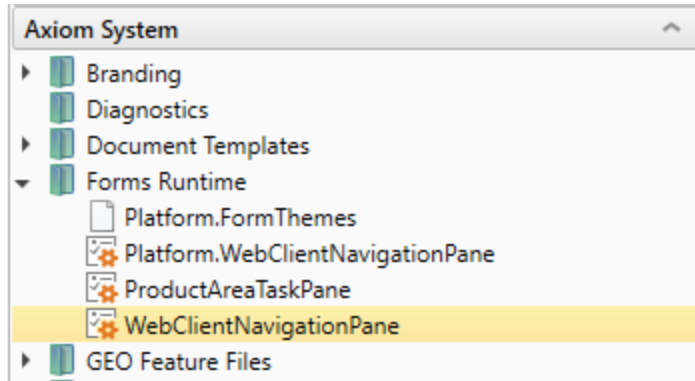 Axiom System
Branding
Diagnostics
Document Templates
Forms Runtime
Platform.FormThemes
Platform.WebClientNavigationPane
ProductAreaTaskPane
WebClientNavigationPane
GEO Feature Files